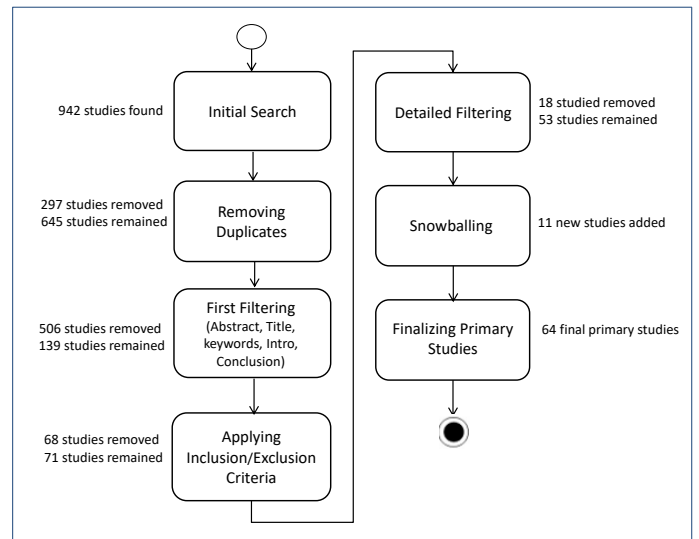 942 studies found
Initial Search
297 studies removed
645 studies remained
Removing
Duplicates
506 studies removed
139 studies remained
First Filtering
(Abstract, Title,
keywords, Intro,
Conclusion)
68 studies removed
71 studies remained
Applying
Inclusion/Exclusion
Criteria
Detailed Filtering
18 studied removed
53 studies remained
Snowballing
11 new studies added
Finalizing Primary
Studies
64 final primary studies